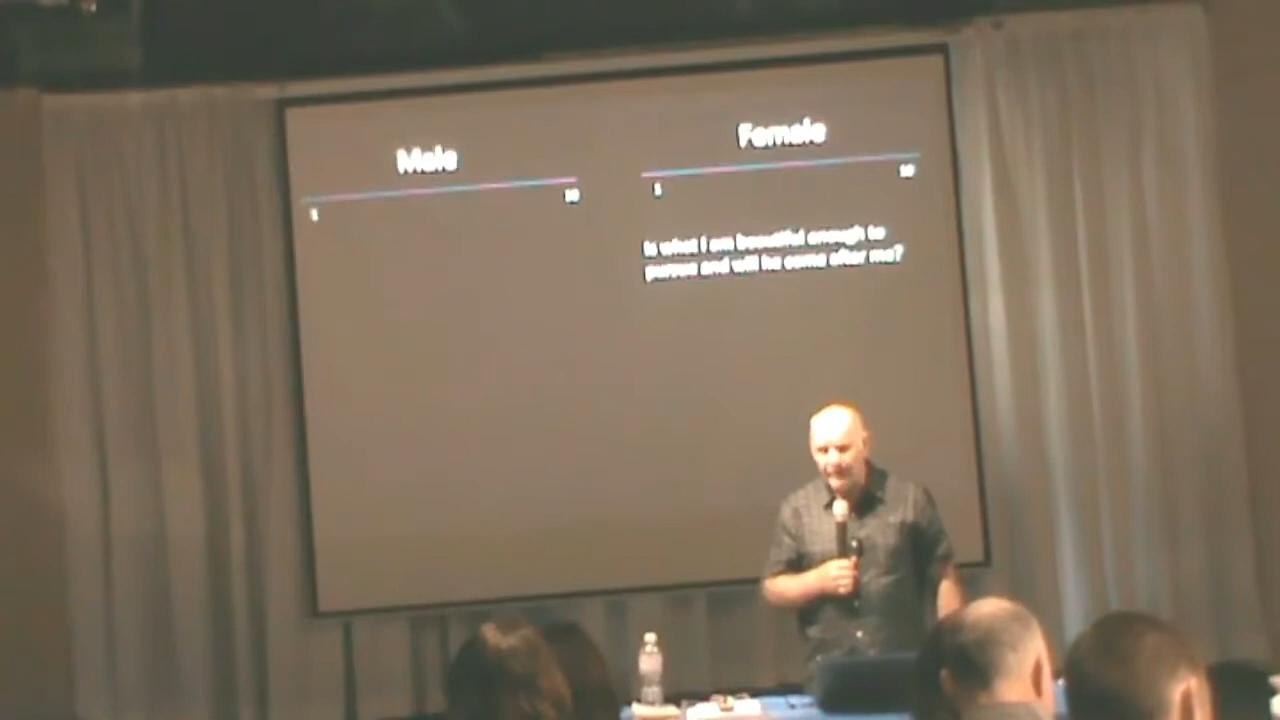 Male
Female
1
10
1
10
Is what I am beautiful enough to
pursue and will he come after me?